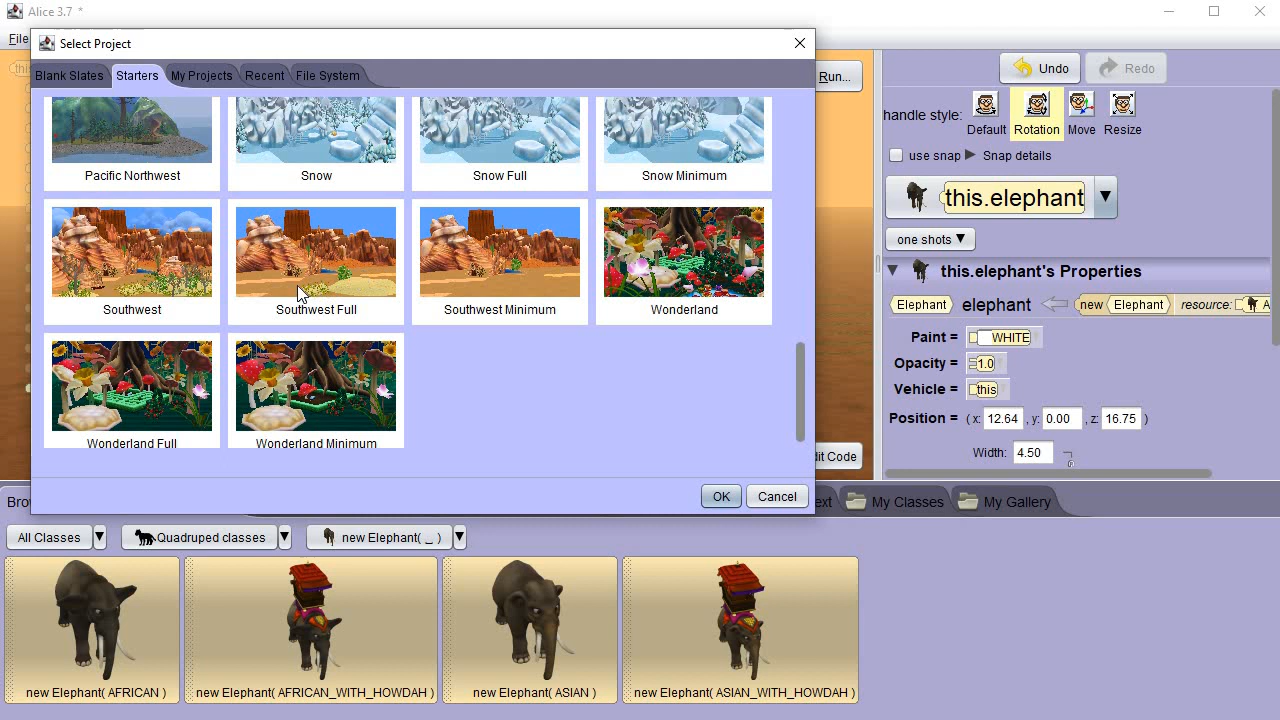 Alice 3.7 *
File
Select Project
Blank Slates
Starters
My Projects
Recent
File System
Pacific Northwest
Snow
Snow Full
Snow Minimum
Southwest
Southwest Full
Southwest Minimum
Wonderland
Wonderland Full
Wonderland Minimum
OK
Cancel
Run...
Undo
Redo
handle style:
Default
Rotation
Move
Resize
use snap
Snap details
this.elephant
one shots
this.elephant's Properties
Elephant elephant new Elephant resource: A
Paint = WHITE
Opacity = 1.0
Vehicle = this
Position = ( x: 12.64 , y: 0.00 , z: 16.75 )
Width: 4.50
dit Code
My Classes
My Gallery
All Classes
Quadruped classes
new Elephant( _ )
new Elephant( AFRICAN )
new Elephant( AFRICAN_WITH_HOWDAH )
new Elephant( ASIAN )
new Elephant( ASIAN_WITH_HOWDAH )